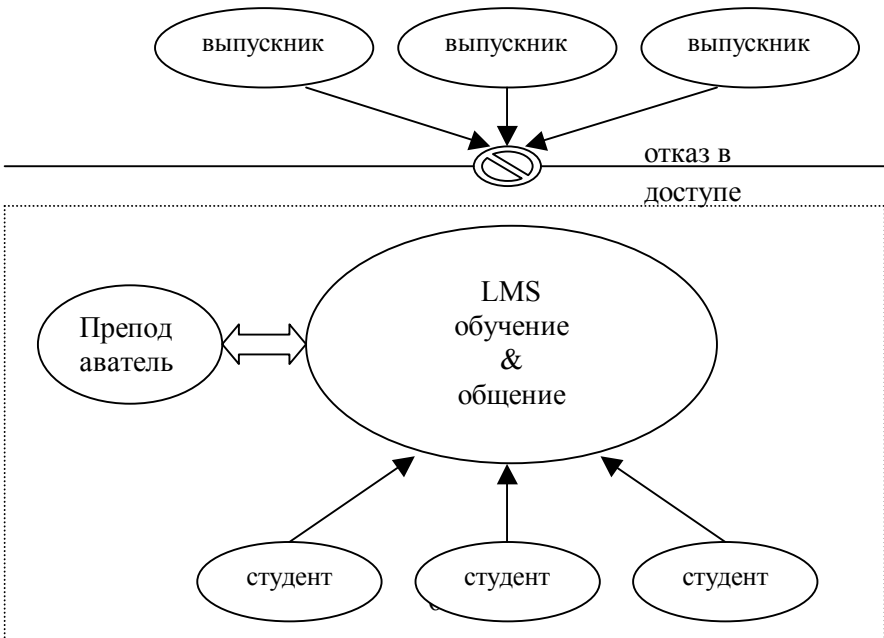 выпускник
выпускник
выпускник
отказ в
доступе
LMS
обучение
&
общение
Препод
аватель
студент
студент
студент